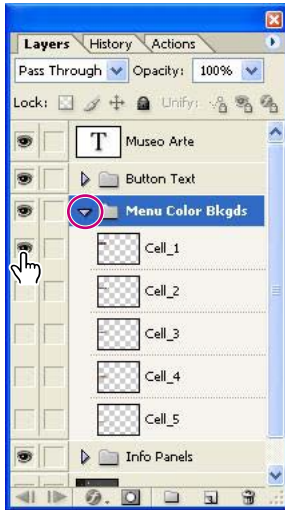 Layers History Actions
Pass Through Opacity: 100%
Lock: Unify:
T Museo Arte
Button Text
Menu Color Bkgds
Cell_1
Cell_2
Cell_3
Cell_4
Cell_5
Info Panels